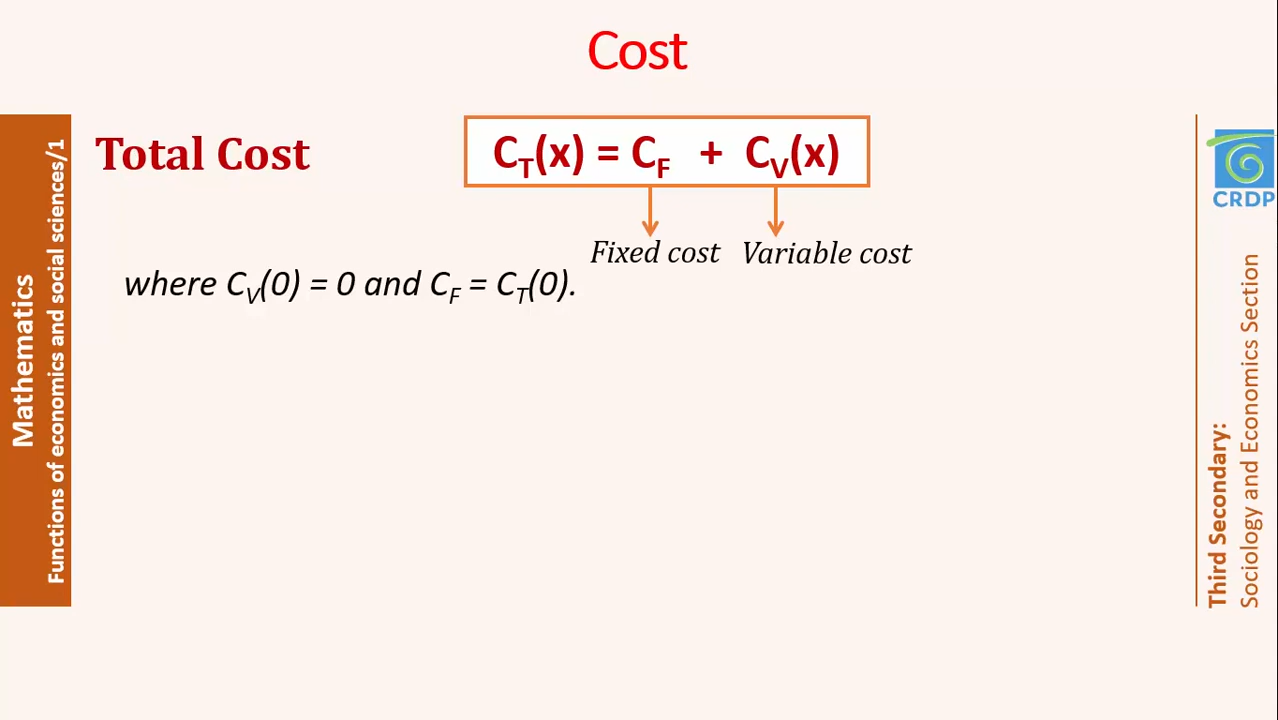 Cost
Total Cost
C_T(x) = C_F + C_V(x)
Fixed cost
Variable cost
where C_V(0) = 0 and C_F = C_T(0).
Mathematics
Functions of economics and social sciences/1
CRDP
Third Secondary:
Sociology and Economics Section